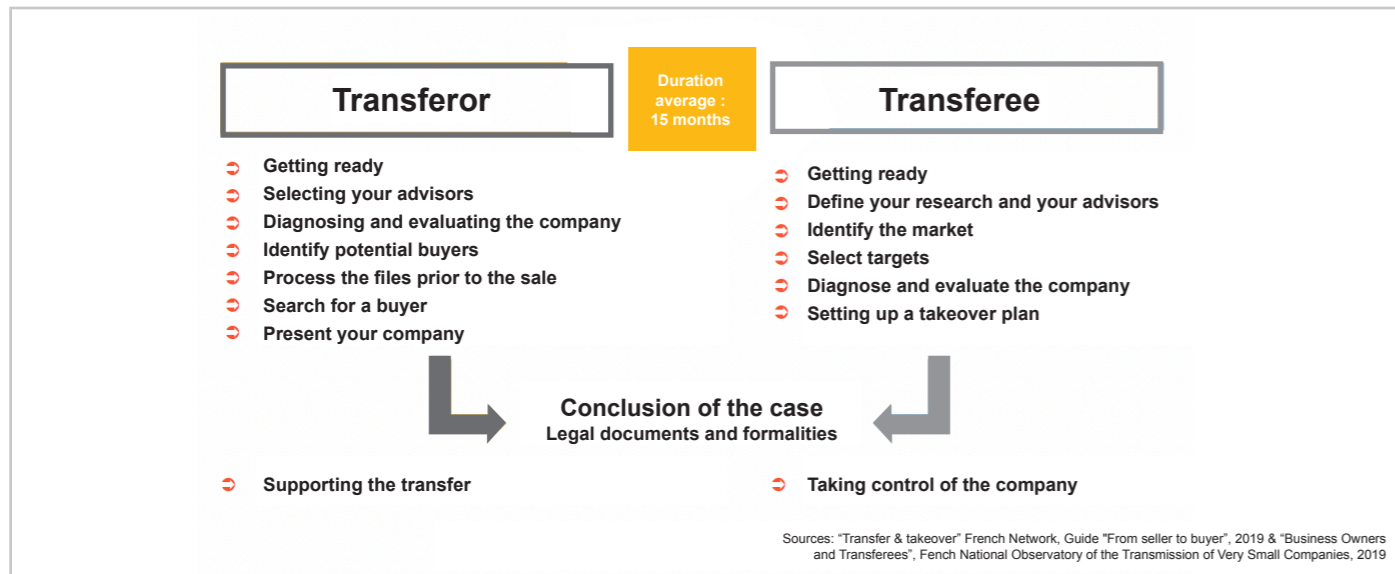 Transferor
Duration
average :
15 months
Transferee
Getting ready
Selecting your advisors
Diagnosing and evaluating the company
Identify potential buyers
Process the files prior to the sale
Search for a buyer
Present your company
Getting ready
Define your research and your advisors
Identify the market
Select targets
Diagnose and evaluate the company
Setting up a takeover plan
Conclusion of the case
Legal documents and formalities
Supporting the transfer
Taking control of the company
Sources: “Transfer & takeover” French Network, Guide "From seller to buyer”, 2019 & “Business Owners
and Transferees”, Fench National Observatory of the Transmission of Very Small Companies, 2019